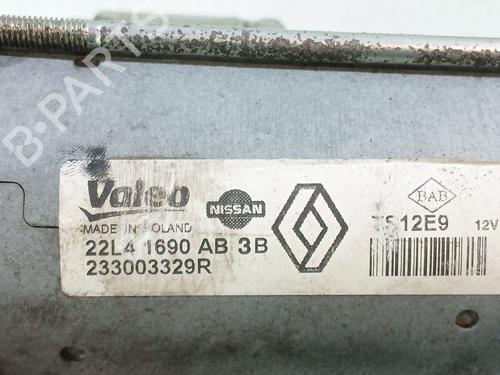 B-PARTS
Valeo
NISSAN
BAB
MADE IN POLAND
TS12E9 12V
22L4 1690 AB 3B
233003329R